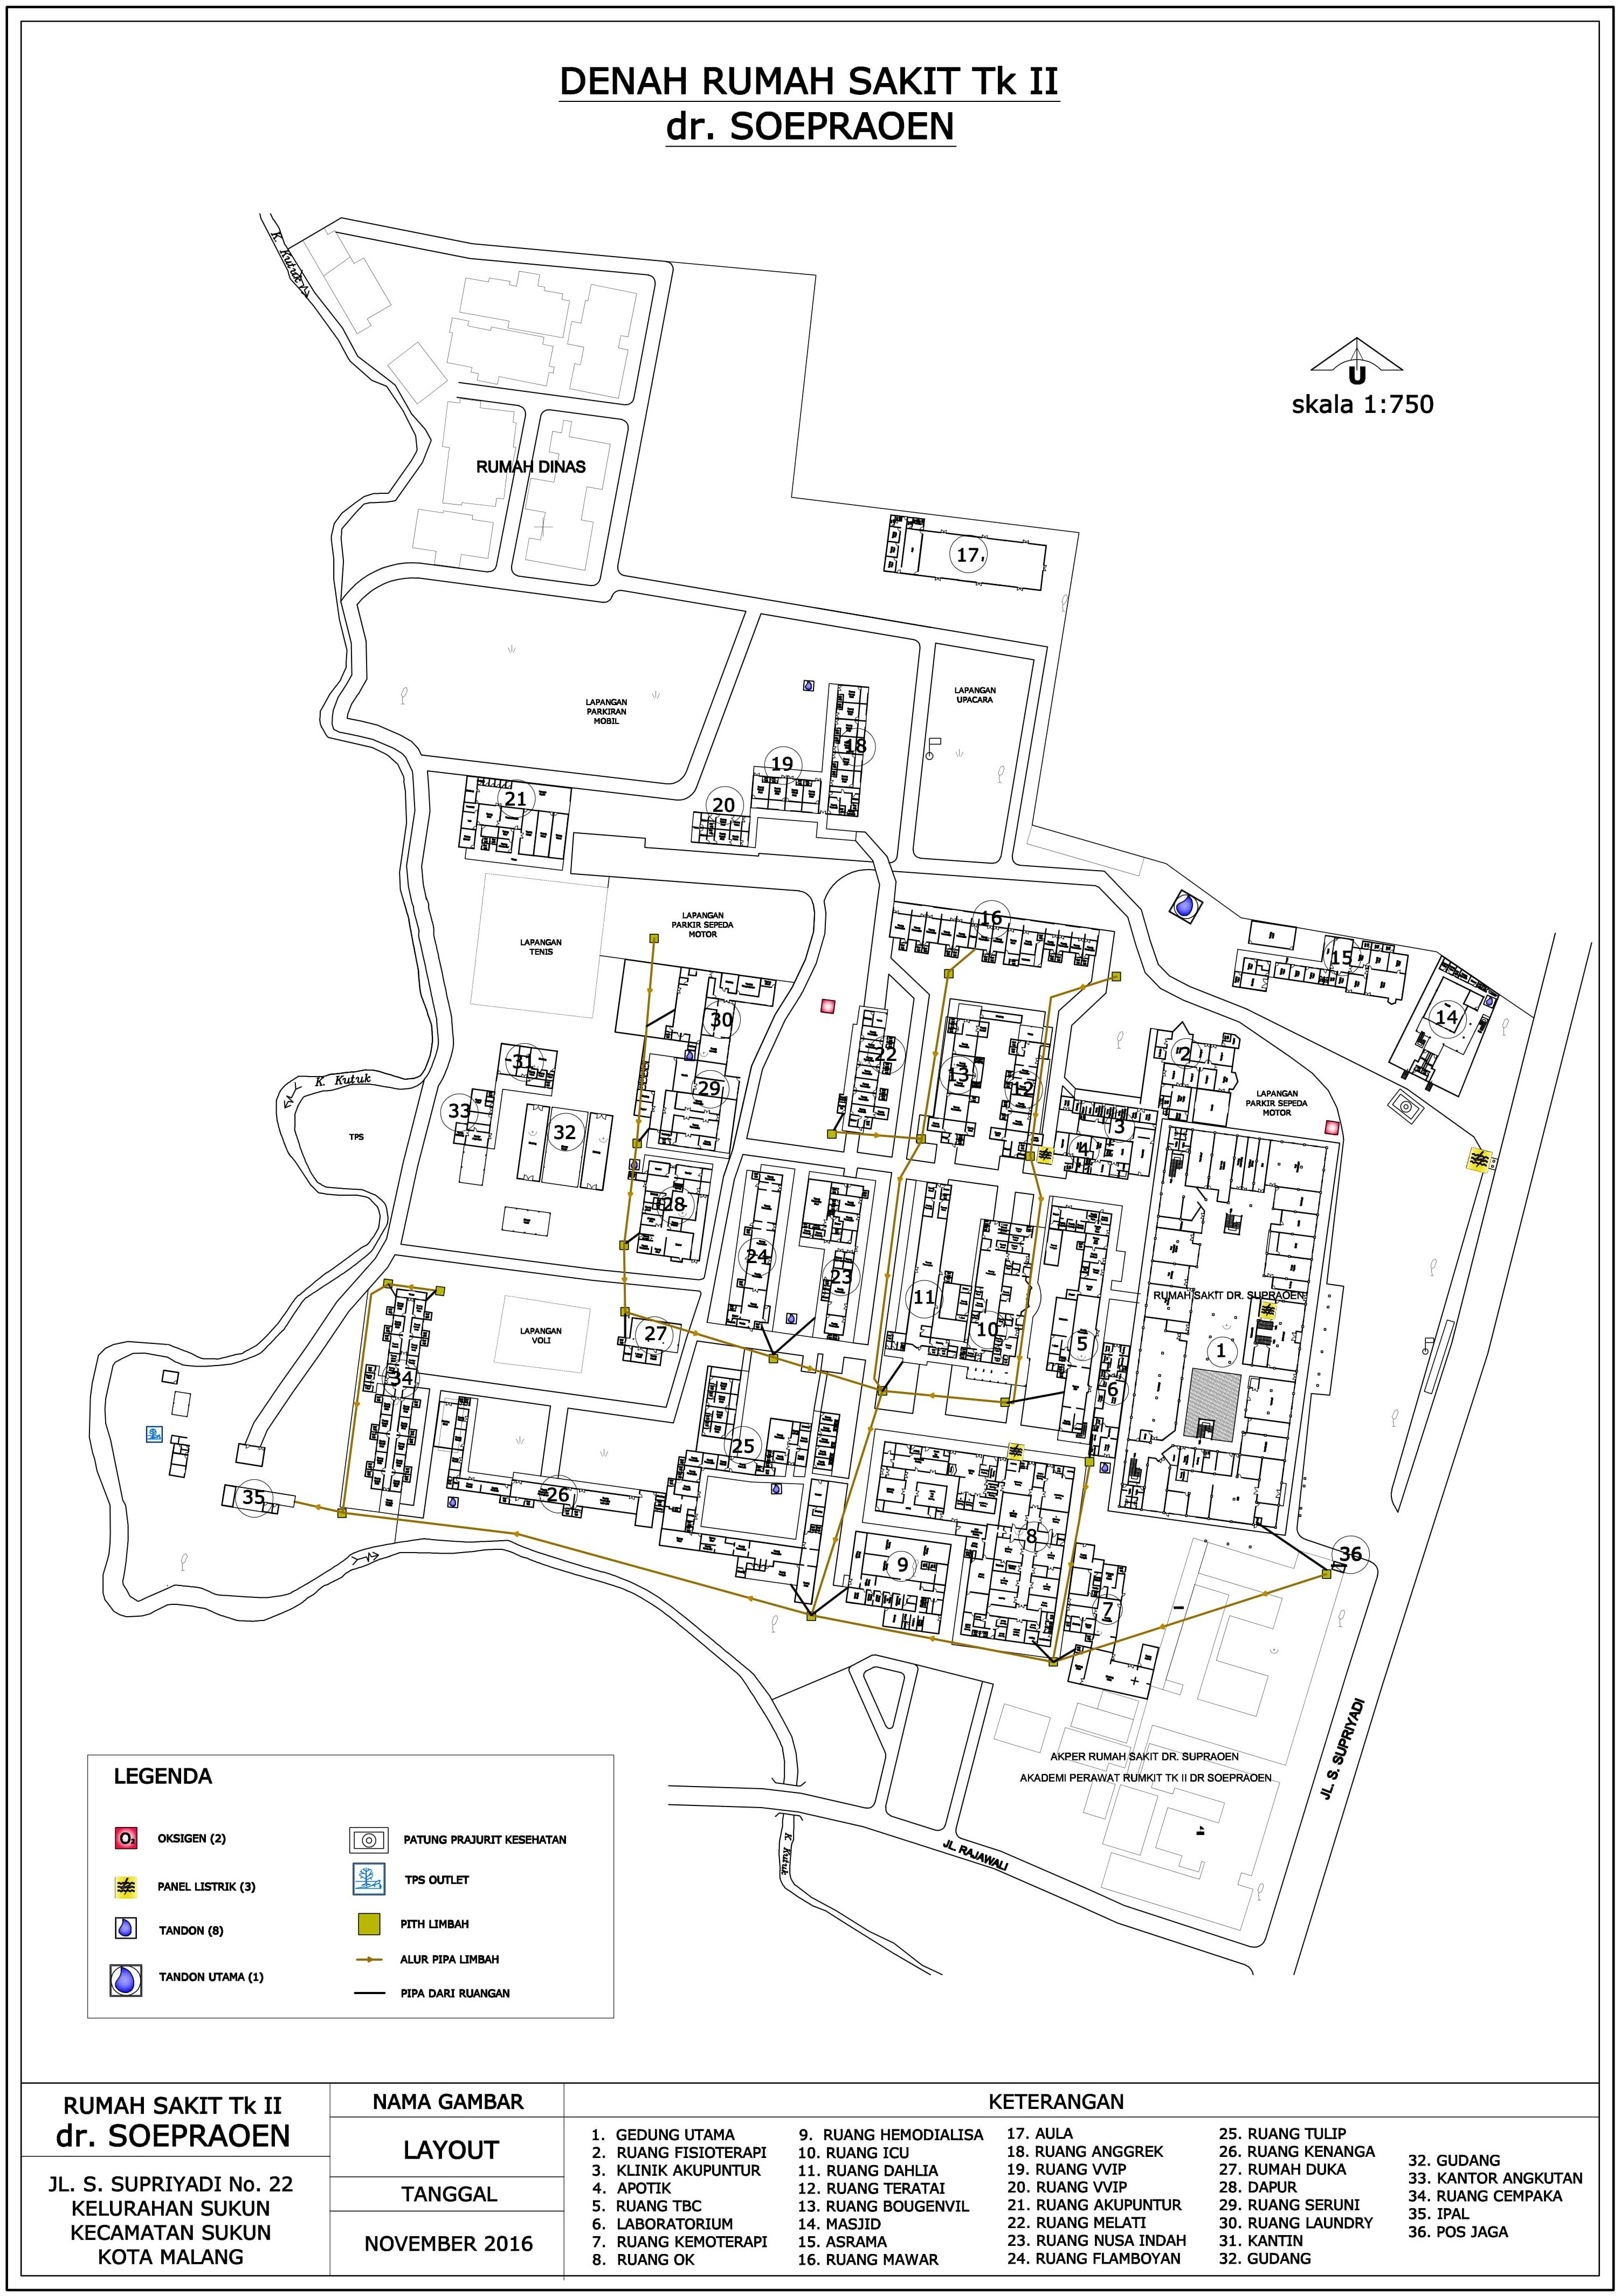 DENAH RUMAH SAKIT Tk II
dr. SOEPRAOEN
K. Kutuk
U
skala 1:750
RUMAH DINAS
17
LAPANGAN
PARKIRAN
MOBIL
LAPANGAN
UPACARA
18
19
20
21
LAPANGAN
TENIS
LAPANGAN
PARKIR SEPEDA
MOTOR
16
15
14
30
22
13
12
2
LAPANGAN
PARKIR SEPEDA
MOTOR
31
29
33
32
3
4
K. Kutuk
TPS
28
24
23
11
10
5
RUMAH SAKIT DR. SUPRAOEN
1
6
27
LAPANGAN
VOLI
34
25
26
35
9
8
7
36
JL. S. SUPRIYADI
AKPER RUMAH SAKIT DR. SUPRAOEN
AKADEMI PERAWAT RUMKIT TK II DR SOEPRAOEN
JL. RAJAWALI
K. Kutuk
LEGENDA
O₂ OKSIGEN (2)
PANEL LISTRIK (3)
TANDON (8)
TANDON UTAMA (1)
PATUNG PRAJURIT KESEHATAN
TPS OUTLET
PITH LIMBAH
ALUR PIPA LIMBAH
PIPA DARI RUANGAN
RUMAH SAKIT Tk II
dr. SOEPRAOEN
JL. S. SUPRIYADI No. 22
KELURAHAN SUKUN
KECAMATAN SUKUN
KOTA MALANG
NAMA GAMBAR
LAYOUT
TANGGAL
NOVEMBER 2016
KETERANGAN
1. GEDUNG UTAMA
2. RUANG FISIOTERAPI
3. KLINIK AKUPUNTUR
4. APOTIK
5. RUANG TBC
6. LABORATORIUM
7. RUANG KEMOTERAPI
8. RUANG OK
9. RUANG HEMODIALISA
10. RUANG ICU
11. RUANG DAHLIA
12. RUANG TERATAI
13. RUANG BOUGENVIL
14. MASJID
15. ASRAMA
16. RUANG MAWAR
17. AULA
18. RUANG ANGGREK
19. RUANG VVIP
20. RUANG VVIP
21. RUANG AKUPUNTUR
22. RUANG MELATI
23. RUANG NUSA INDAH
24. RUANG FLAMBOYAN
25. RUANG TULIP
26. RUANG KENANGA
27. RUMAH DUKA
28. DAPUR
29. RUANG SERUNI
30. RUANG LAUNDRY
31. KANTIN
32. GUDANG
32. GUDANG
33. KANTOR ANGKUTAN
34. RUANG CEMPAKA
35. IPAL
36. POS JAGA